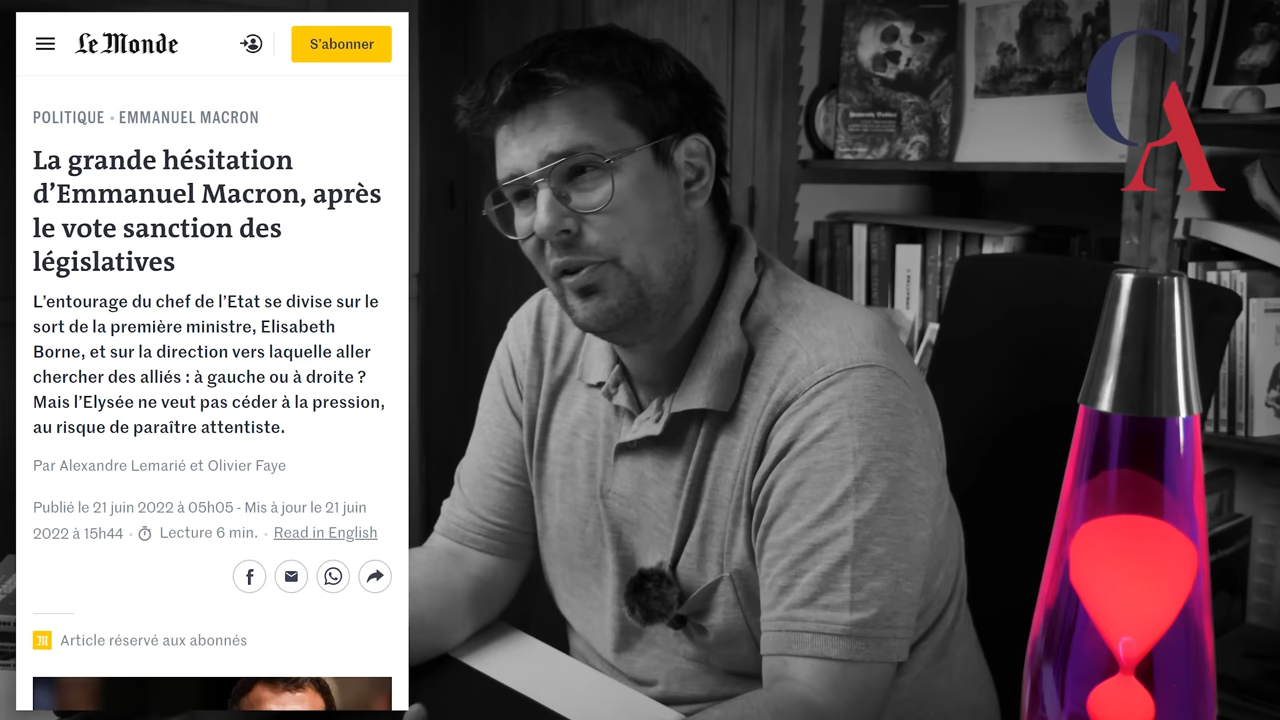 Le Monde
S'abonner
POLITIQUE • EMMANUEL MACRON
La grande hésitation
d'Emmanuel Macron, après
le vote sanction des
législatives
L'entourage du chef de l'Etat se divise sur le
sort de la première ministre, Elisabeth
Borne, et sur la direction vers laquelle aller
chercher des alliés : à gauche ou à droite ?
Mais l'Elysée ne veut pas céder à la pression,
au risque de paraître attentiste.
Par Alexandre Lemarié et Olivier Faye
Publié le 21 juin 2022 à 05h05 - Mis à jour le 21 juin
2022 à 15h44 • Lecture 6 min. • Read in English
M Article réservé aux abonnés
CA